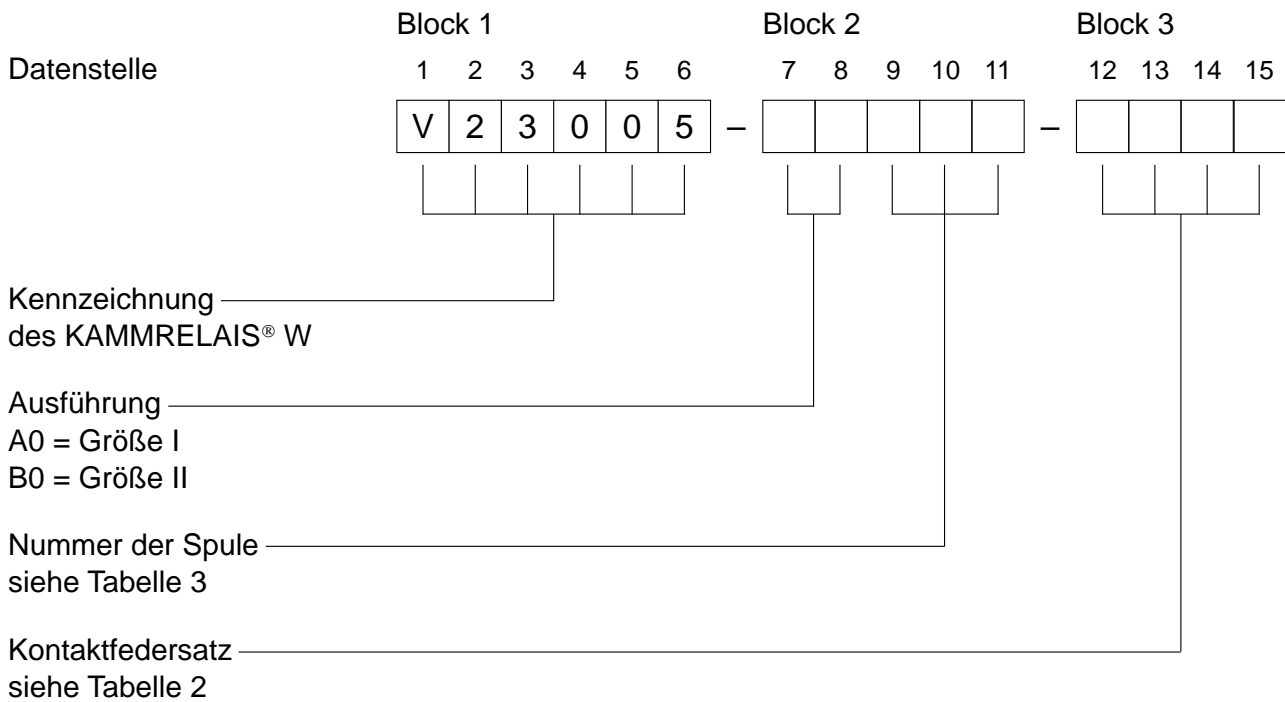 Block 1 Block 2 Block 3
Datenstelle 1 2 3 4 5 6 7 8 9 10 11 12 13 14 15
V 2 3 0 0 5 – –
Kennzeichnung
des KAMMRELAIS® W
Ausführung
A0 = Größe I
B0 = Größe II
Nummer der Spule
siehe Tabelle 3
Kontaktfedersatz
siehe Tabelle 2